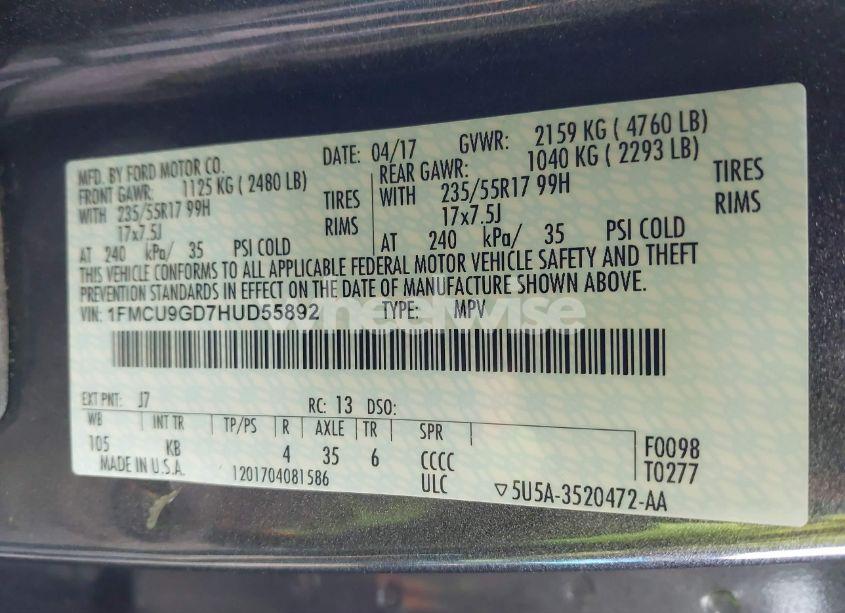 MFD. BY FORD MOTOR CO. DATE: 04/17 GVWR: 2159 KG ( 4760 LB)
FRONT GAWR: 1125 KG ( 2480 LB) REAR GAWR: 1040 KG ( 2293 LB)
WITH 235/55R17 99H TIRES WITH 235/55R17 99H TIRES
17x7.5J RIMS 17x7.5J RIMS
AT 240 kPa/ 35 PSI COLD AT 240 kPa/ 35 PSI COLD
THIS VEHICLE CONFORMS TO ALL APPLICABLE FEDERAL MOTOR VEHICLE SAFETY AND THEFT
PREVENTION STANDARDS IN EFFECT ON THE DATE OF MANUFACTURE SHOWN ABOVE.
VIN: 1FMCU9GD7HUD55892 TYPE: MPV
wheelwise
EXT PNT: J7 RC: 13 DSO:
WB INT TR TP/PS R AXLE TR SPR
105 KB 4 35 6 CCCC F0098
MADE IN U.S.A. 1201704081586 ULC T0277
▽5U5A-3520472-AA